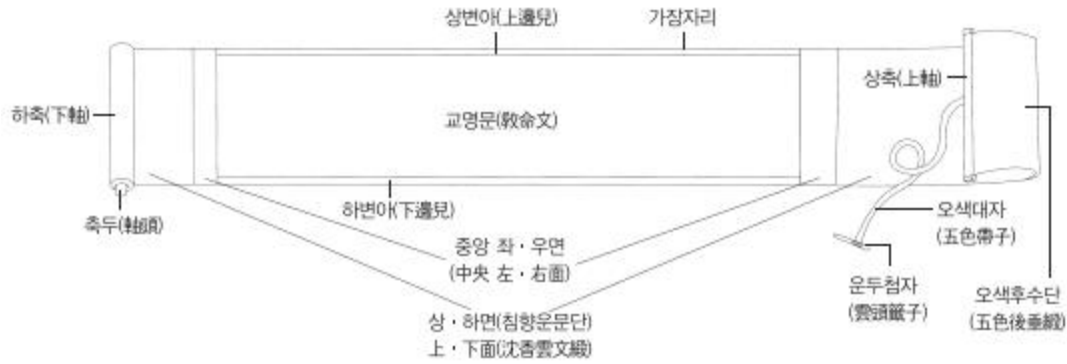 상변아(上邊兒)
가장자리
상축(上軸)
하축(下軸)
교명문(敎命文)
하변아(下邊兒)
축두(軸頭)
오색대자
(五色帶子)
중앙 좌·우면
(中央 左·右面)
운두첨자
(雲頭籤子)
오색후수단
(五色後垂緞)
상·하면(침향운문단)
上·下面(沈香雲文緞)